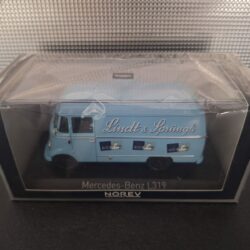 Lindt & Sprüngli
Mercedes-Benz L319
NOREV